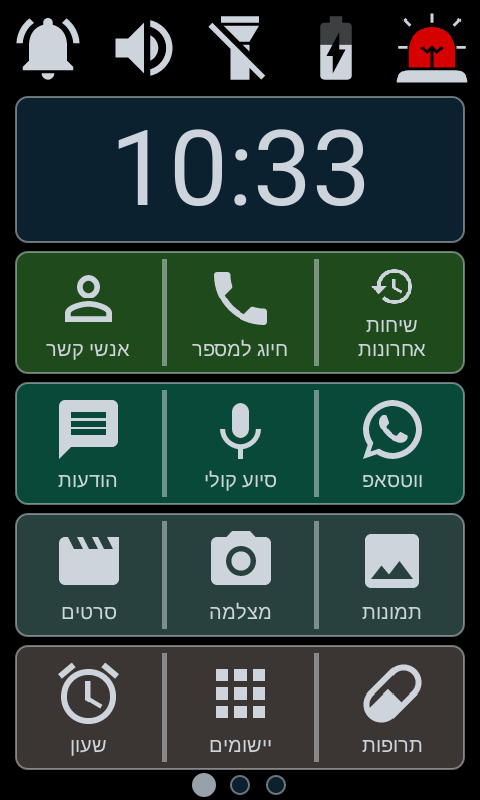 10:33
שיחות
אחרונות
חיוג למספר
אנשי קשר
ווטסאפ
סיוע קולי
הודעות
תמונות
מצלמה
סרטים
תרופות
יישומים
שעון